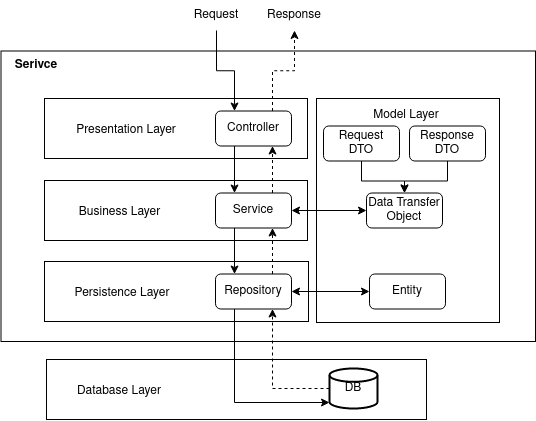 Request
Response
Serivce
Presentation Layer
Controller
Model Layer
Request
DTO
Response
DTO
Business Layer
Service
Data Transfer
Object
Persistence Layer
Repository
Entity
Database Layer
DB